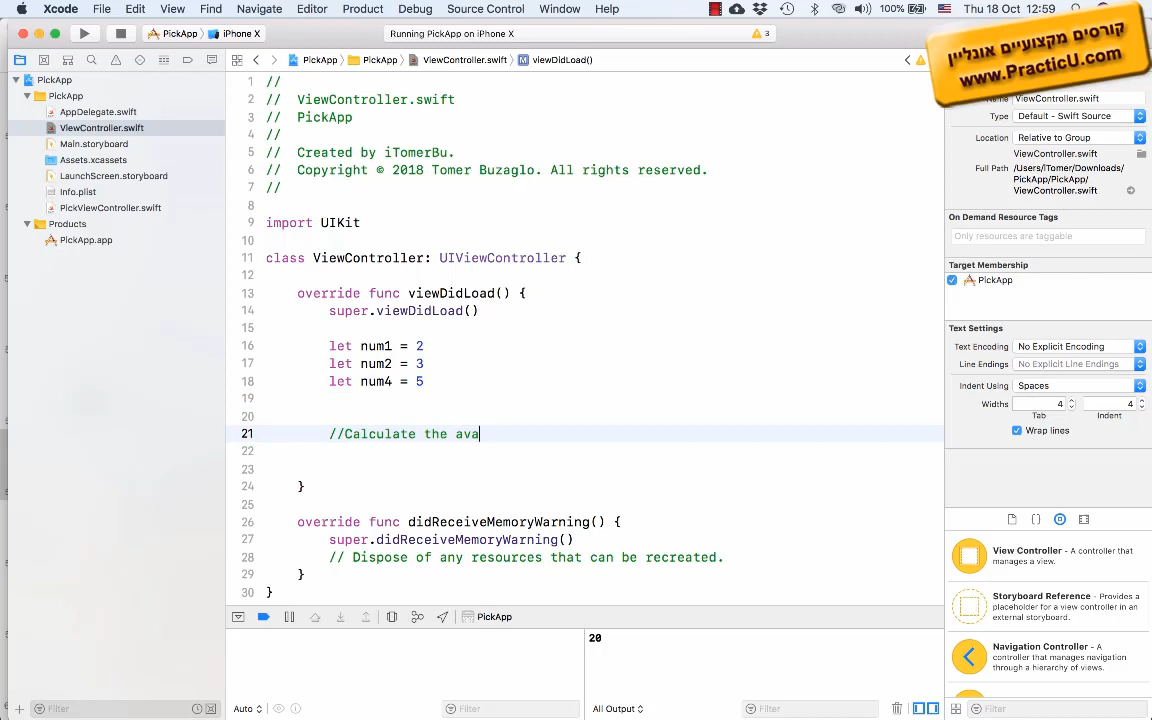 Xcode File Edit View Find Navigate Editor Product Debug Source Control Window Help 100% Thu 18 Oct 12:59
קורסים מקצועיים אונליין
www.PracticU.com
PickApp iPhone X Running PickApp on iPhone X 3
PickApp PickApp ViewController.swift viewDidLoad()
PickApp
PickApp
AppDelegate.swift
ViewController.swift
Main.storyboard
Assets.xcassets
LaunchScreen.storyboard
Info.plist
PickViewController.swift
Products
PickApp.app
1 //
2 // ViewController.swift
3 // PickApp
4 //
5 // Created by iTomerBu.
6 // Copyright © 2018 Tomer Buzaglo. All rights reserved.
7 //
8
9 import UIKit
10
11 class ViewController: UIViewController {
12
13 override func viewDidLoad() {
14 super.viewDidLoad()
15
16 let num1 = 2
17 let num2 = 3
18 let num4 = 5
19
20
21 //Calculate the ava
22
23
24 }
25
26 override func didReceiveMemoryWarning() {
27 super.didReceiveMemoryWarning()
28 // Dispose of any resources that can be recreated.
29 }
30 }
ViewController.swift
Type Default - Swift Source
Location Relative to Group
ViewController.swift
Full Path /Users/iTomer/Downloads/
PickApp/PickApp/
ViewController.swift
On Demand Resource Tags
Only resources are taggable
Target Membership
PickApp
Text Settings
Text Encoding No Explicit Encoding
Line Endings No Explicit Line Endings
Indent Using Spaces
Widths 4 4
Tab Indent
Wrap lines
View Controller - A controller that
manages a view.
Storyboard Reference - Provides a
placeholder for a view controller in an
external storyboard.
Navigation Controller - A
controller that manages navigation
through a hierarchy of views.
PickApp
20
Filter Auto Filter All Output Filter Filter